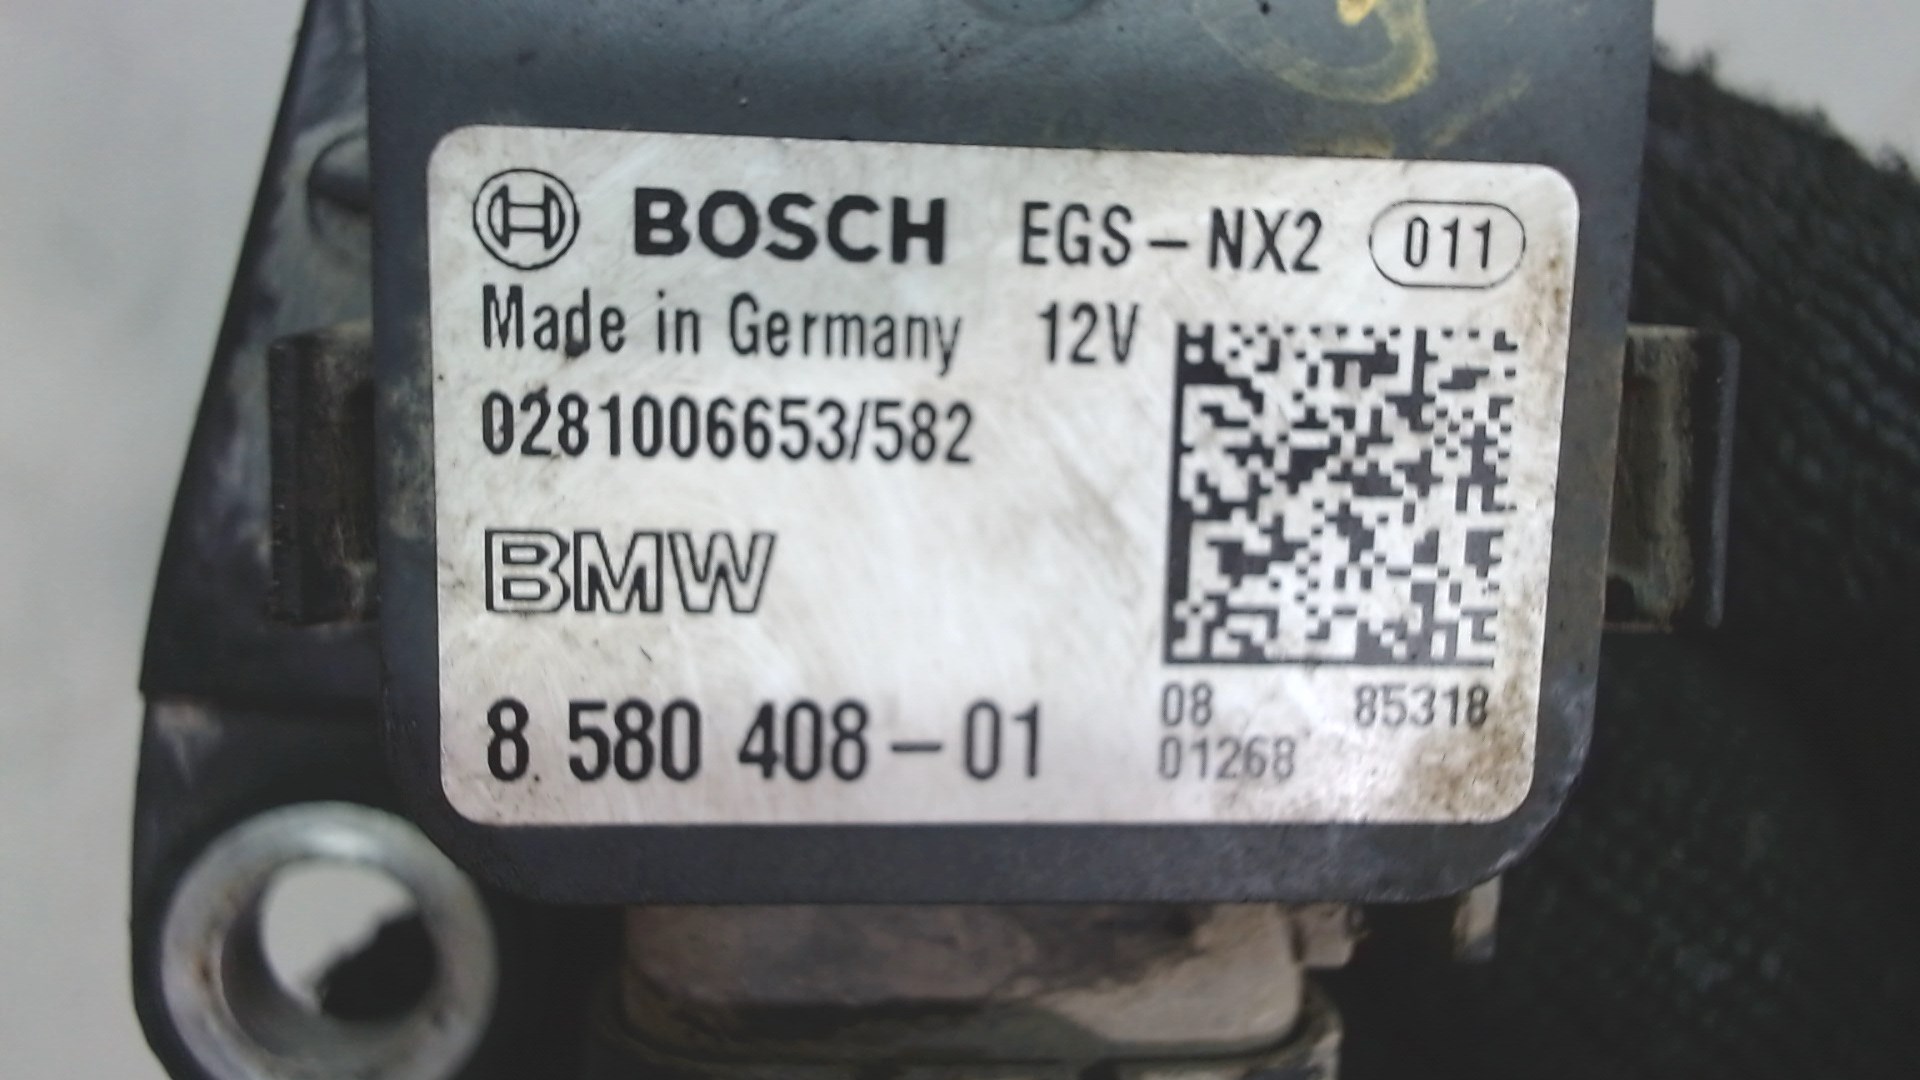 BOSCH EGS-NX2 011
Made in Germany 12V
0281006653/582
BMW
8 580 408-01
08 85318
01268